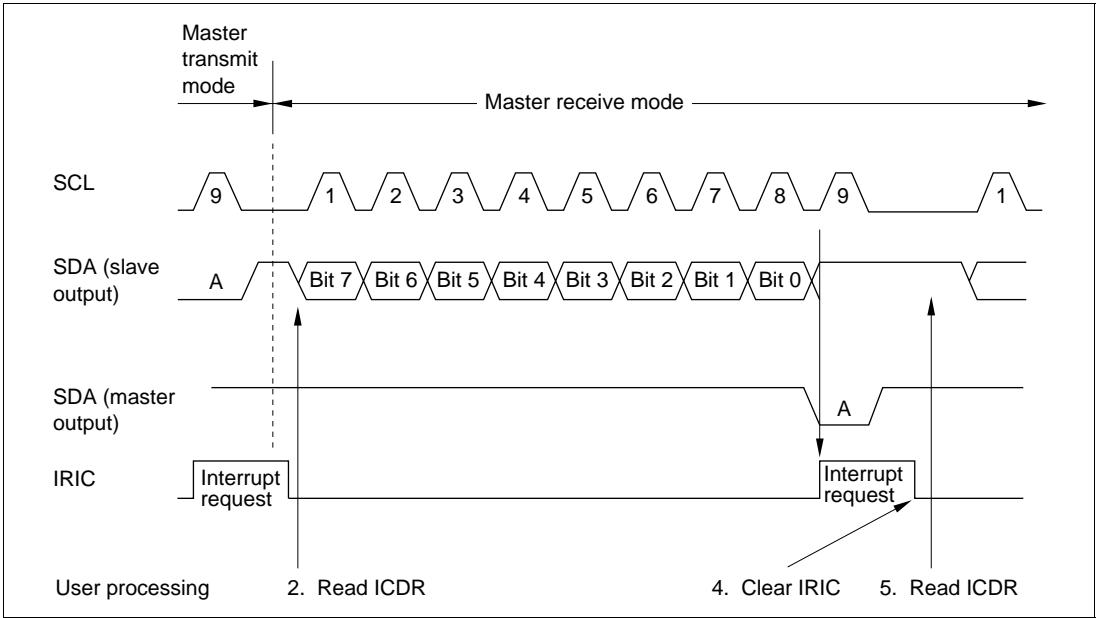 Master
transmit
mode
Master receive mode
SCL
9
1
2
3
4
5
6
7
8
9
1
SDA (slave
output)
A
Bit 7
Bit 6
Bit 5
Bit 4
Bit 3
Bit 2
Bit 1
Bit 0
SDA (master
output)
A
IRIC
Interrupt
request
Interrupt
request
User processing
2. Read ICDR
4. Clear IRIC
5. Read ICDR